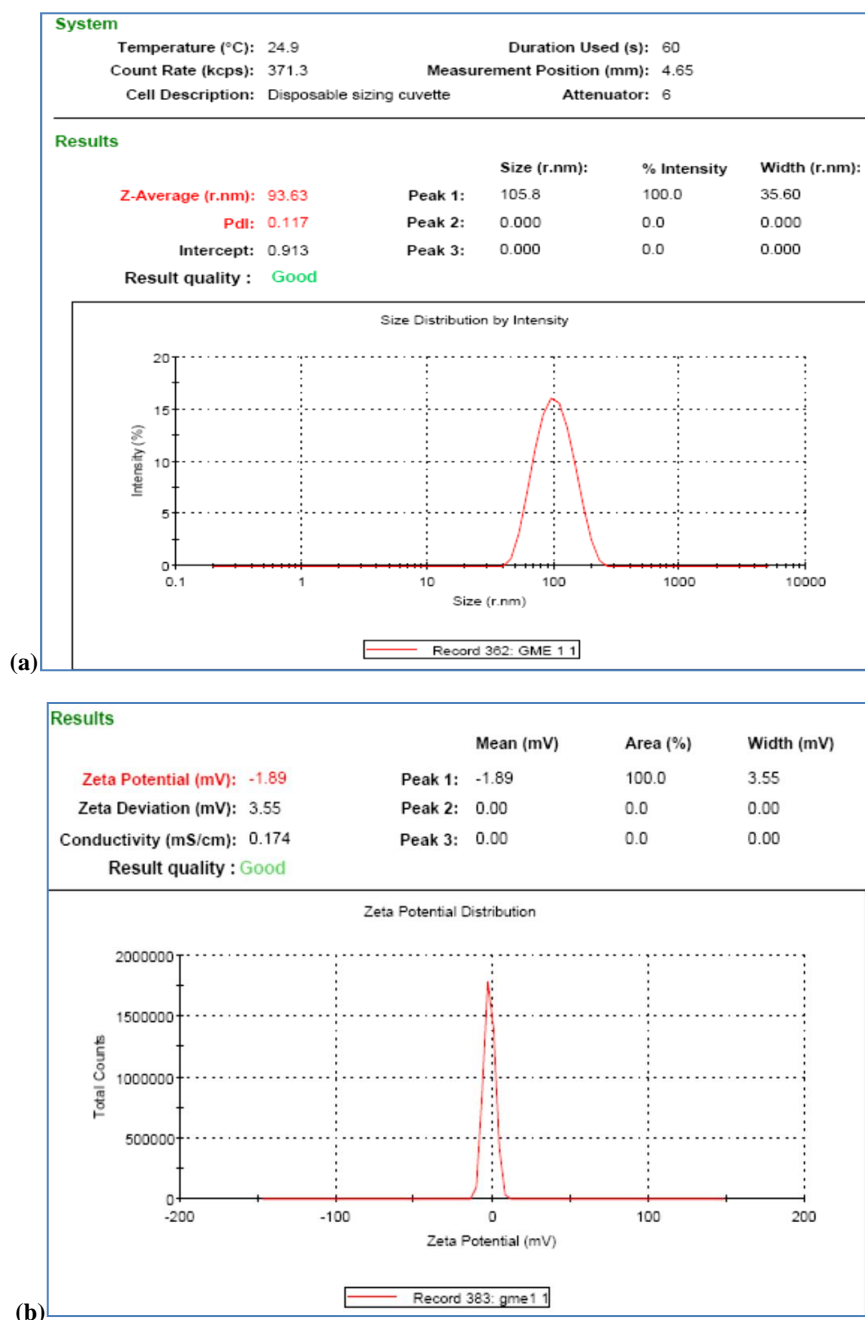 System
Temperature (°C): 24.9 Duration Used (s): 60
Count Rate (kcps): 371.3 Measurement Position (mm): 4.65
Cell Description: Disposable sizing cuvette Attenuator: 6
Results
Size (r.nm): % Intensity Width (r.nm):
Z-Average (r.nm): 93.63 Peak 1: 105.8 100.0 35.60
PdI: 0.117 Peak 2: 0.000 0.0 0.000
Intercept: 0.913 Peak 3: 0.000 0.0 0.000
Result quality : Good
Size Distribution by Intensity
20
15
10
5
0
Intensity (%)
0.1 1 10 100 1000 10000
Size (r.nm)
Record 362: GME 1 1
(a)
Results
Mean (mV) Area (%) Width (mV)
Zeta Potential (mV): -1.89 Peak 1: -1.89 100.0 3.55
Zeta Deviation (mV): 3.55 Peak 2: 0.00 0.0 0.00
Conductivity (mS/cm): 0.174 Peak 3: 0.00 0.0 0.00
Result quality : Good
Zeta Potential Distribution
2000000
1500000
1000000
500000
0
Total Counts
-200 -100 0 100 200
Zeta Potential (mV)
Record 383: gme1 1
(b)